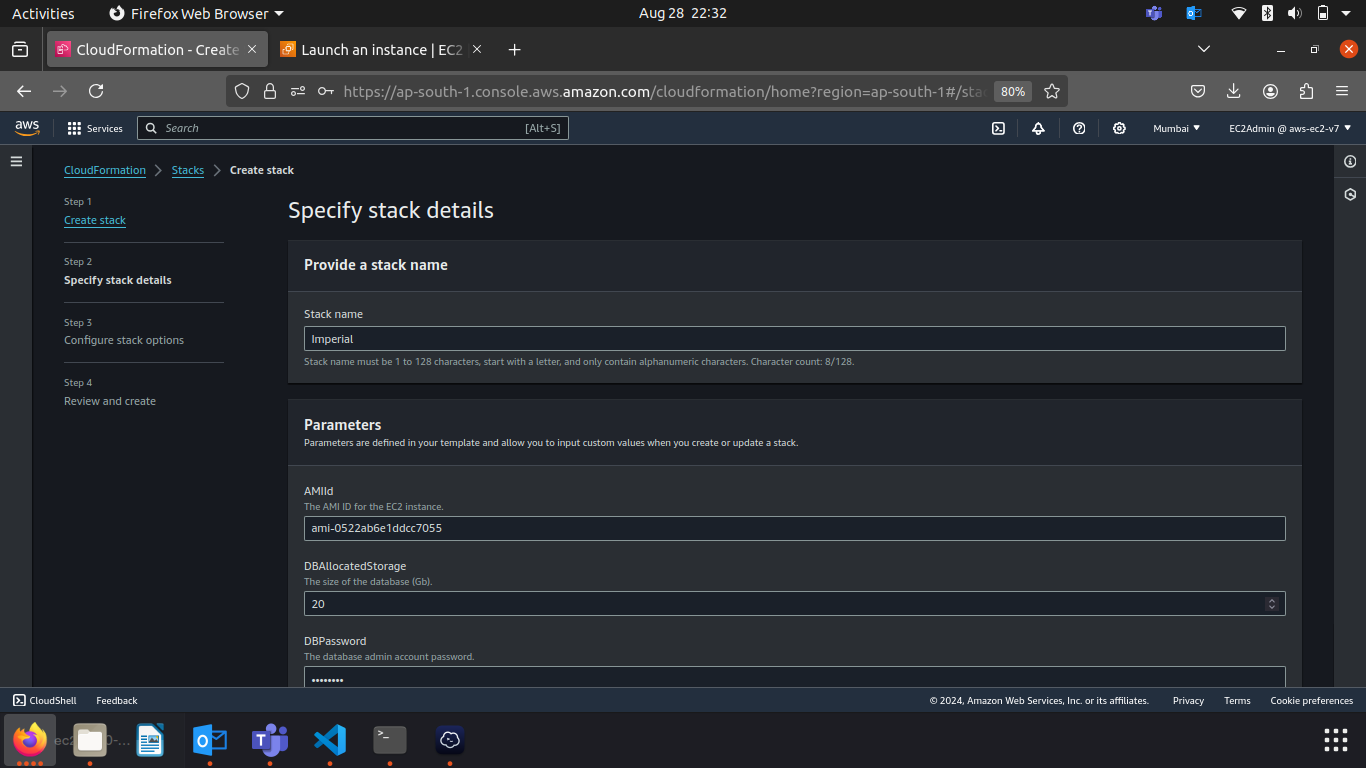 Activities
Firefox Web Browser
Aug 28 22:32
CloudFormation - Create
Launch an instance | EC2
https://ap-south-1.console.aws.amazon.com/cloudformation/home?region=ap-south-1#/stac
80%
aws
Services
Search
[Alt+S]
Mumbai
EC2Admin @ aws-ec2-v7
CloudFormation
Stacks
Create stack
Step 1
Create stack
Step 2
Specify stack details
Step 3
Configure stack options
Step 4
Review and create
Specify stack details
Provide a stack name
Stack name
Imperial
Stack name must be 1 to 128 characters, start with a letter, and only contain alphanumeric characters. Character count: 8/128.
Parameters
Parameters are defined in your template and allow you to input custom values when you create or update a stack.
AMIId
The AMI ID for the EC2 instance.
ami-0522ab6e1ddcc7055
DBAllocatedStorage
The size of the database (Gb).
20
DBPassword
The database admin account password.
••••••••
CloudShell
Feedback
© 2024, Amazon Web Services, Inc. or its affiliates.
Privacy
Terms
Cookie preferences